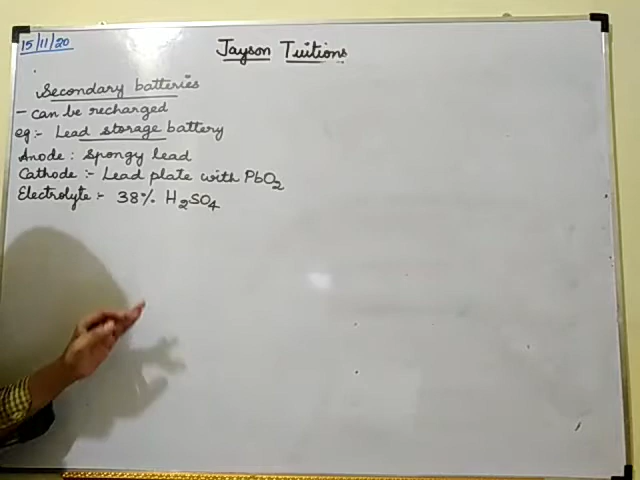 15/11/20
Jayson Tuitions
Secondary batteries
- can be recharged
eg:- Lead storage battery
Anode: Spongy lead
Cathode :- Lead plate with PbO₂
Electrolyte :- 38% H₂SO₄